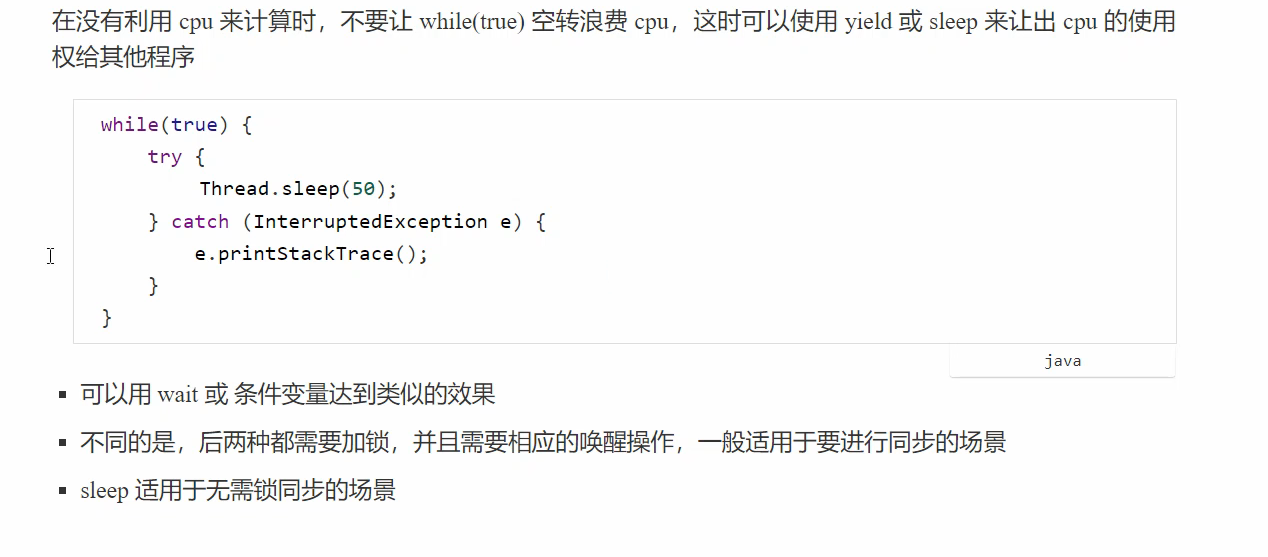 在没有利用 cpu 来计算时，不要让 while(true) 空转浪费 cpu，这时可以使用 yield 或 sleep 来让出 cpu 的使用
权给其他程序
while(true) {
    try {
        Thread.sleep(50);
    } catch (InterruptedException e) {
        e.printStackTrace();
    }
}
java
▪ 可以用 wait 或 条件变量达到类似的效果
▪ 不同的是，后两种都需要加锁，并且需要相应的唤醒操作，一般适用于要进行同步的场景
▪ sleep 适用于无需锁同步的场景